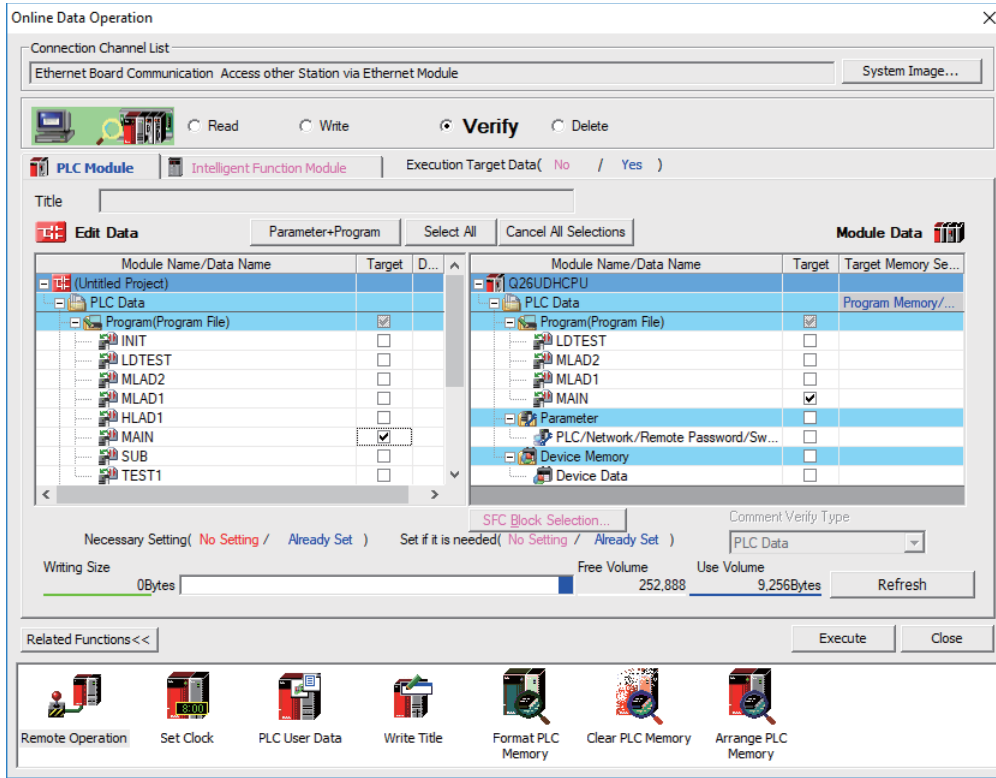 Online Data Operation
Connection Channel List
Ethernet Board Communication  Access other Station via Ethernet Module
System Image...
Read
Write
Verify
Delete
PLC Module
Intelligent Function Module
Execution Target Data( No / Yes )
Title
Edit Data
Parameter+Program
Select All
Cancel All Selections
Module Data
Module Name/Data Name Target D...
(Untitled Project)
PLC Data
Program(Program File)
INIT
LDTEST
MLAD2
MLAD1
HLAD1
MAIN
SUB
TEST1
Module Name/Data Name Target Target Memory Se...
Q26UDHCPU
PLC Data Program Memory/...
Program(Program File)
LDTEST
MLAD2
MLAD1
MAIN
Parameter
PLC/Network/Remote Password/Sw...
Device Memory
Device Data
SFC Block Selection...
Comment Verify Type
Necessary Setting( No Setting / Already Set ) Set if it is needed( No Setting / Already Set )
PLC Data
Writing Size
0Bytes
Free Volume
252,888
Use Volume
9,256Bytes
Refresh
Related Functions<<
Execute
Close
8:00
Remote Operation
Set Clock
PLC User Data
Write Title
Format PLC
Memory
Clear PLC Memory
Arrange PLC
Memory